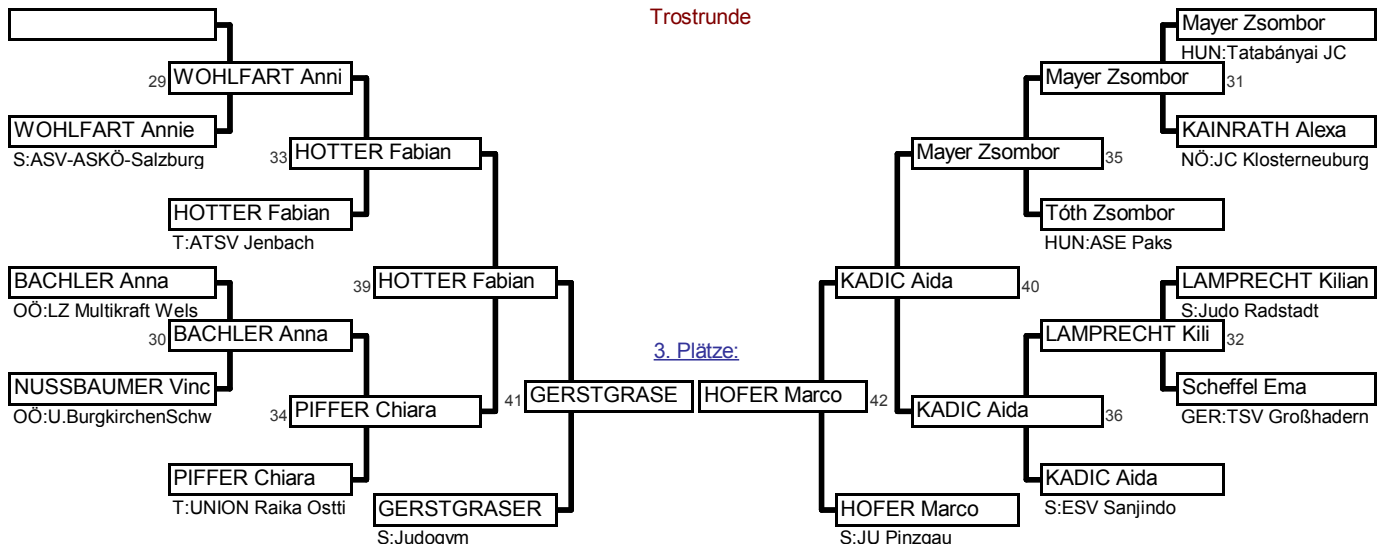 Trostrunde
29 WOHLFART Anni
WOHLFART Annie
S:ASV-ASKÖ-Salzburg
33 HOTTER Fabian
HOTTER Fabian
T:ATSV Jenbach
39 HOTTER Fabian
BACHLER Anna
OÖ:LZ Multikraft Wels
30 BACHLER Anna
NUSSBAUMER Vinc
OÖ:U.BurgkirchenSchw
34 PIFFER Chiara
PIFFER Chiara
T:UNION Raika Ostti
41 GERSTGRASE
GERSTGRASER
S:Judogym
3. Plätze:
Mayer Zsombor
HUN:Tatabányai JC
Mayer Zsombor 31
KAINRATH Alexa
NÖ:JC Klosterneuburg
Mayer Zsombor 35
Tóth Zsombor
HUN:ASE Paks
KADIC Aida 40
LAMPRECHT Kilian
S:Judo Radstadt
LAMPRECHT Kili 32
Scheffel Ema
GER:TSV Großhadern
KADIC Aida 36
KADIC Aida
S:ESV Sanjindo
HOFER Marco 42
HOFER Marco
S:JU Pinzgau